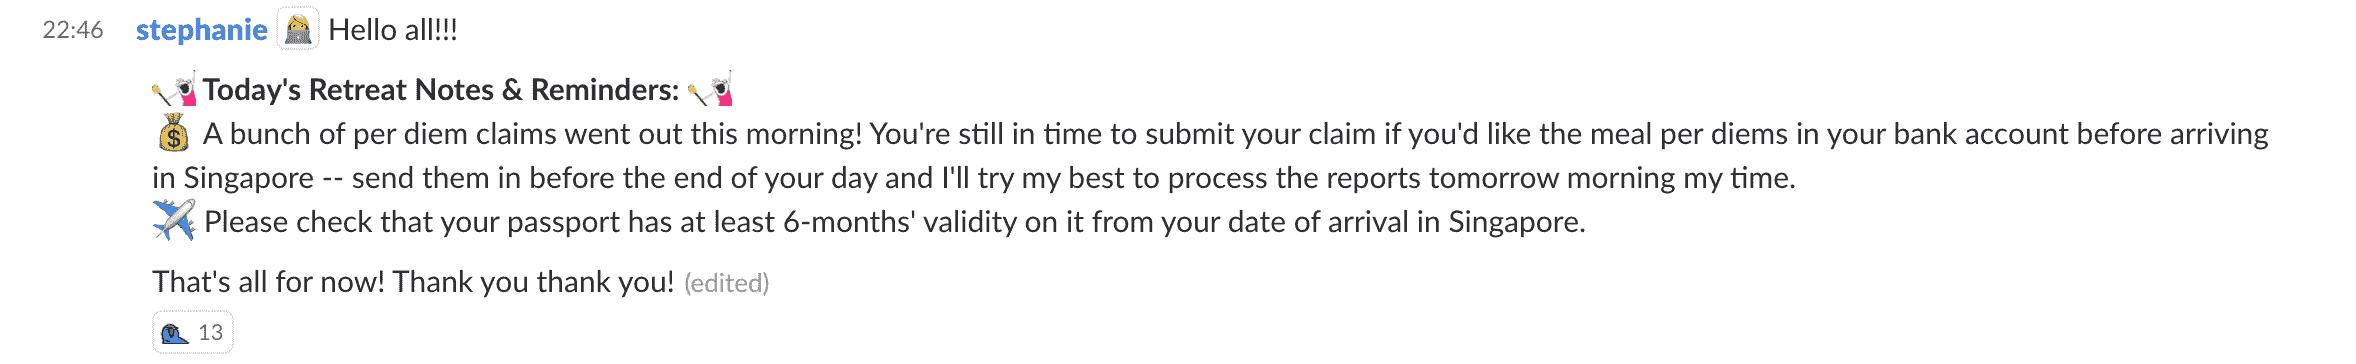 22:46 stephanie Hello all!!!
Today's Retreat Notes & Reminders:
A bunch of per diem claims went out this morning! You're still in time to submit your claim if you'd like the meal per diems in your bank account before arriving
in Singapore -- send them in before the end of your day and I'll try my best to process the reports tomorrow morning my time.
Please check that your passport has at least 6-months' validity on it from your date of arrival in Singapore.
That's all for now! Thank you thank you! (edited)
13